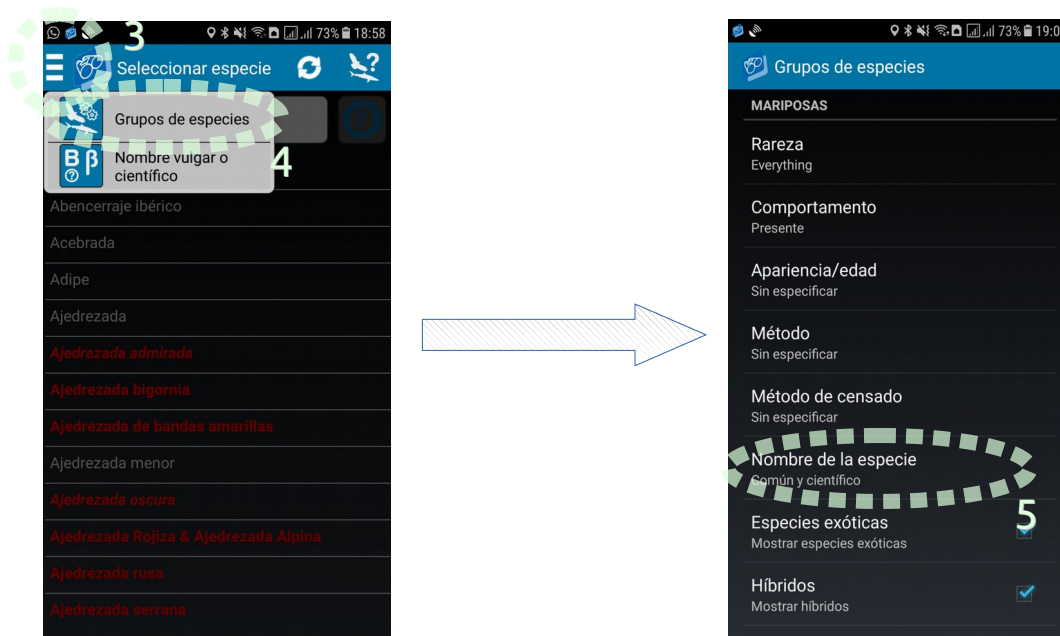 3
73% 18:58
Seleccionar especie
Grupos de especies
Nombre vulgar o
científico
B β
4
Abencerraje ibérico
Acebrada
Adipe
Ajedrezada
Ajedrezada admirada
Ajedrezada bigornia
Ajedrezada de bandas amarillas
Ajedrezada menor
Ajedrezada oscura
Ajedrezada Rojiza & Ajedrezada Alpina
Ajedrezada rusa
Ajedrezada serrana
73% 19:0
Grupos de especies
MARIPOSAS
Rareza
Everything
Comportamento
Presente
Apariencia/edad
Sin especificar
Método
Sin especificar
Método de censado
Sin especificar
Nombre de la especie
Común y científico
5
Especies exóticas
Mostrar especies exóticas
Híbridos
Mostrar híbridos